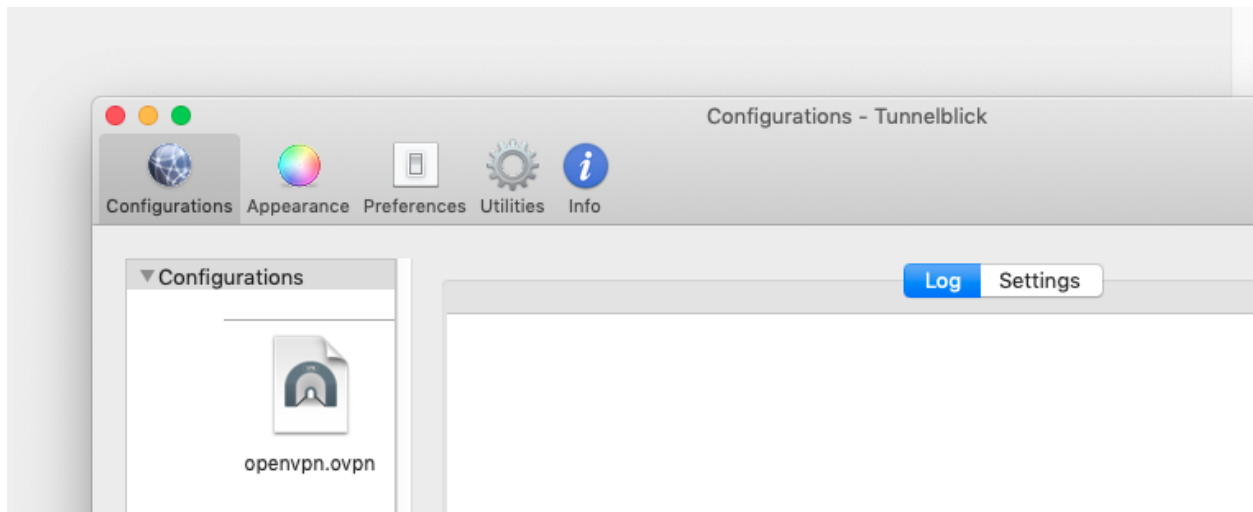 Configurations - Tunnelblick
Configurations Appearance Preferences Utilities Info
Configurations
Log Settings
openvpn.ovpn